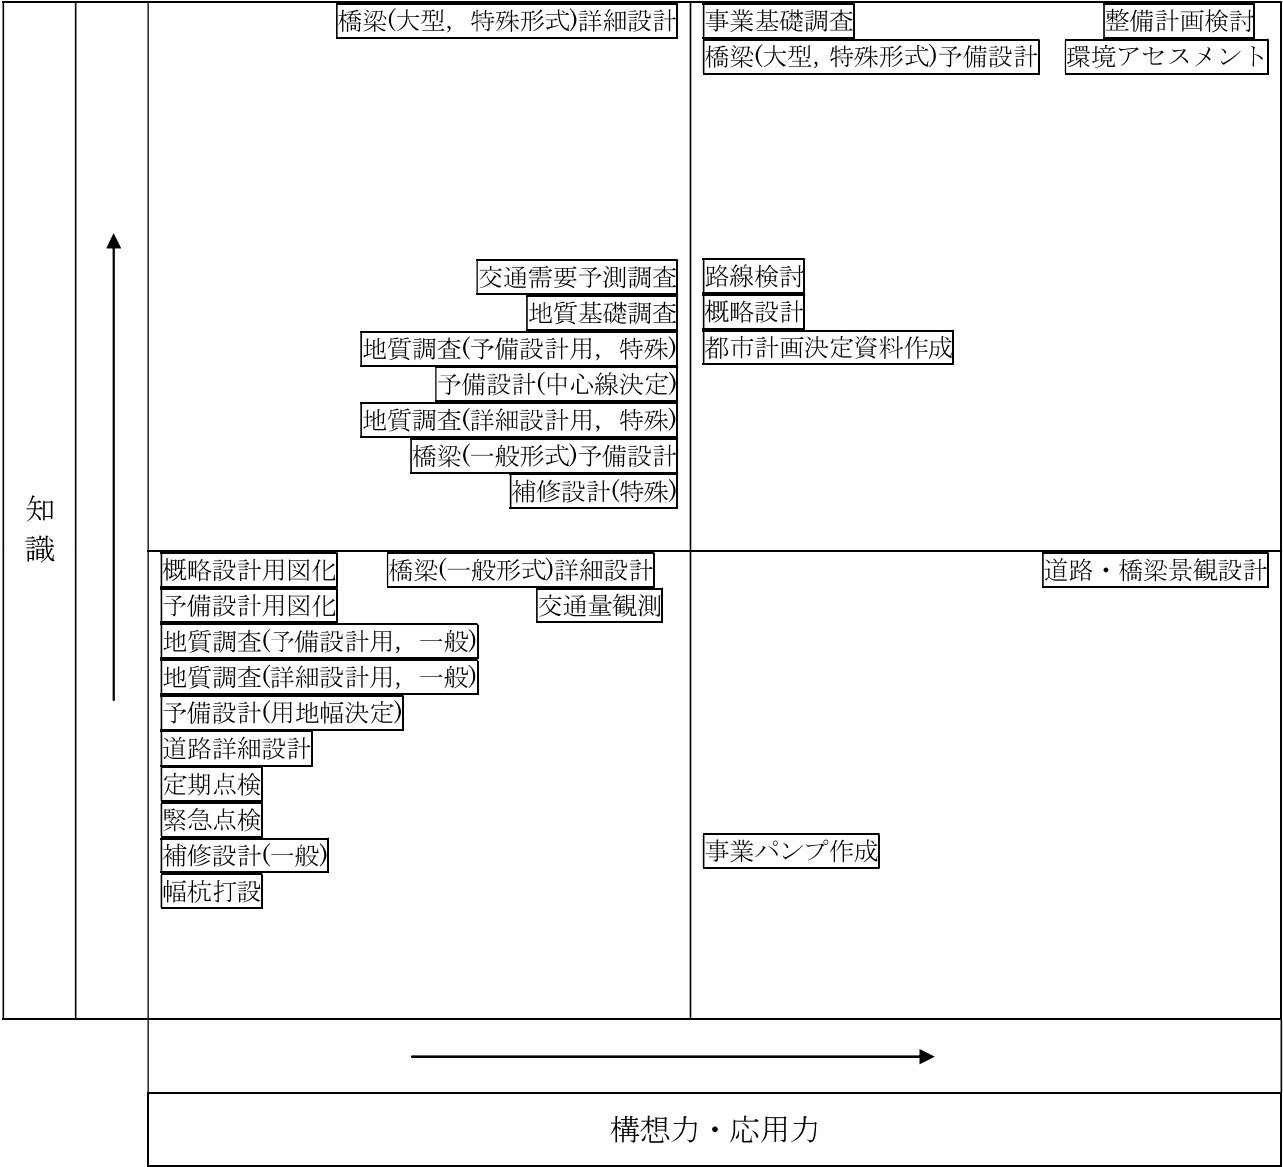 橋梁(大型，特殊形式)詳細設計
事業基礎調査
整備計画検討
橋梁(大型，特殊形式)予備設計
環境アセスメント
交通需要予測調査
路線検討
地質基礎調査
概略設計
地質調査(予備設計用，特殊)
都市計画決定資料作成
予備設計(中心線決定)
地質調査(詳細設計用，特殊)
橋梁(一般形式)予備設計
補修設計(特殊)
知
識
概略設計用図化
橋梁(一般形式)詳細設計
道路・橋梁景観設計
予備設計用図化
交通量観測
地質調査(予備設計用，一般)
地質調査(詳細設計用，一般)
予備設計(用地幅決定)
道路詳細設計
定期点検
緊急点検
補修設計(一般)
事業パンプ作成
幅杭打設
構想力・応用力